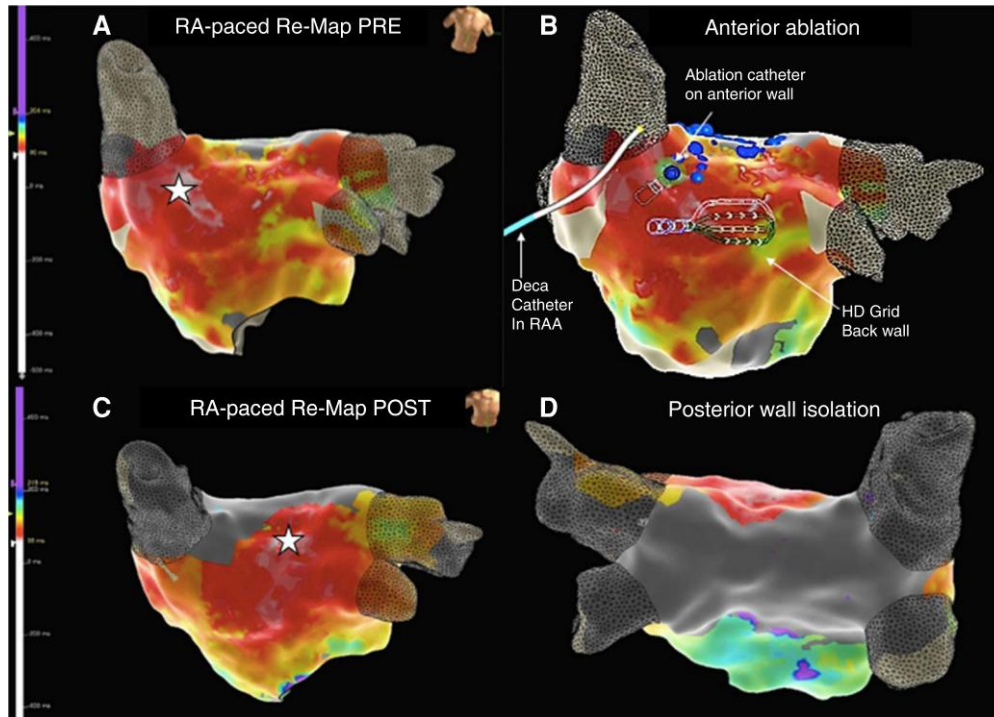 A
RA-paced Re-Map PRE
B
Anterior ablation
Ablation catheter
on anterior wall
Deca
Catheter
In RAA
HD Grid
Back wall
C
RA-paced Re-Map POST
D
Posterior wall isolation